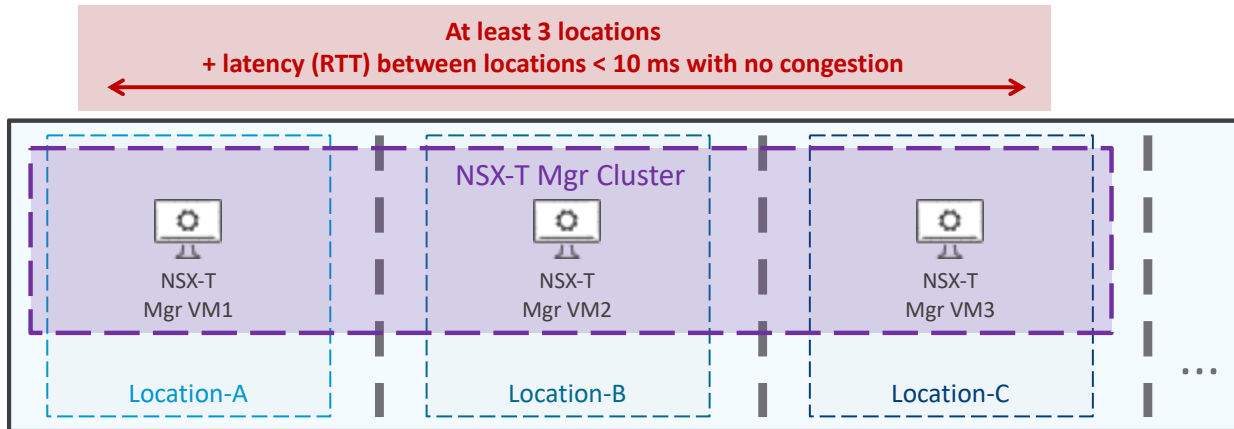 At least 3 locations
+ latency (RTT) between locations < 10 ms with no congestion
NSX-T Mgr Cluster
NSX-T
Mgr VM1
NSX-T
Mgr VM2
NSX-T
Mgr VM3
Location-A
Location-B
Location-C
...